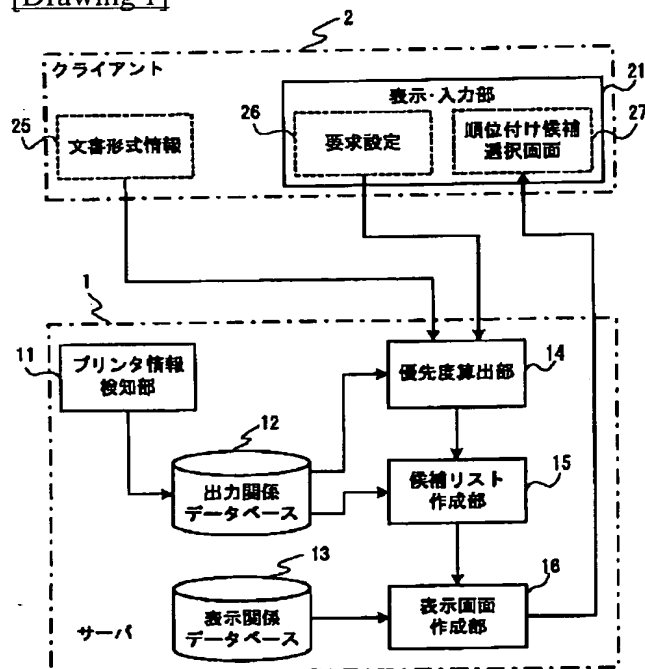 [Drawing 1]
2
クライアント
25
文書形式情報
表示・入力部
21
26
要求設定
順位付け候補
選択画面
27
1
11
プリンタ情報
検知部
優先度算出部
14
12
出力関係
データベース
候補リスト
作成部
15
13
表示関係
データベース
表示画面
作成部
16
サーバ